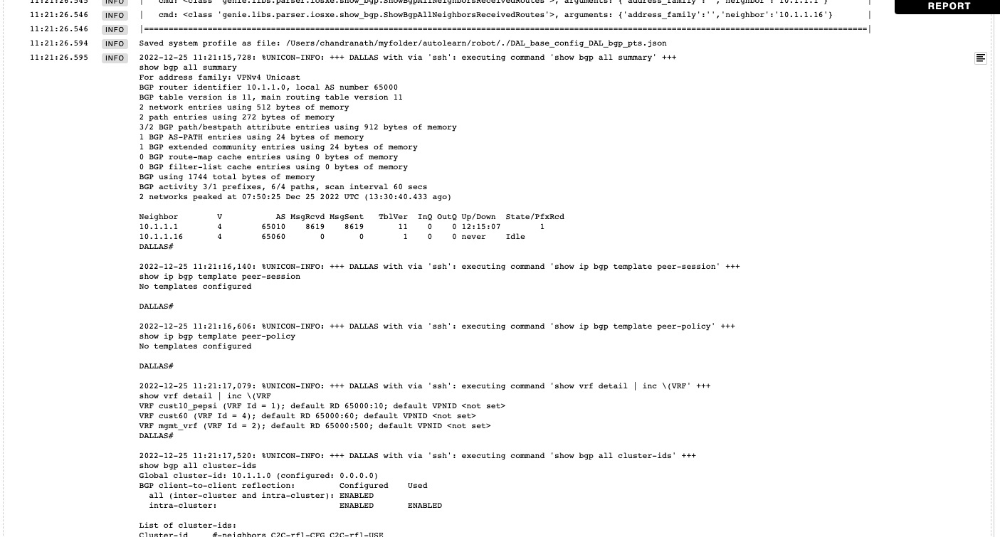 11:21:26.545 INFO | cmd: <class 'genie.libs.parser.iosxe.show_bgp.ShowBgpAllNeighborsReceivedRoutes'>, arguments: {'address_family':'','neighbor':'10.1.1.1'} |
REPORT
11:21:26.546 INFO | cmd: <class 'genie.libs.parser.iosxe.show_bgp.ShowBgpAllNeighborsReceivedRoutes'>, arguments: {'address_family':'','neighbor':'10.1.1.16'} |
11:21:26.546 INFO |====================================================================================================================================================|
11:21:26.594 INFO Saved system profile as file: /Users/chandranath/myfolder/autolearn/robot/./DAL_base_config_DAL_bgp_pts.json
11:21:26.595 INFO 2022-12-25 11:21:15,728: %UNICON-INFO: +++ DALLAS with via 'ssh': executing command 'show bgp all summary' +++
show bgp all summary
For address family: VPNv4 Unicast
BGP router identifier 10.1.1.0, local AS number 65000
BGP table version is 11, main routing table version 11
2 network entries using 512 bytes of memory
2 path entries using 272 bytes of memory
3/2 BGP path/bestpath attribute entries using 912 bytes of memory
1 BGP AS-PATH entries using 24 bytes of memory
1 BGP extended community entries using 24 bytes of memory
0 BGP route-map cache entries using 0 bytes of memory
0 BGP filter-list cache entries using 0 bytes of memory
BGP using 1744 total bytes of memory
BGP activity 3/1 prefixes, 6/4 paths, scan interval 60 secs
2 networks peaked at 07:50:25 Dec 25 2022 UTC (13:30:40.433 ago)
Neighbor V AS MsgRcvd MsgSent TblVer InQ OutQ Up/Down State/PfxRcd
10.1.1.1 4 65010 8619 8619 11 0 0 12:15:07 1
10.1.1.16 4 65060 0 0 1 0 0 never Idle
DALLAS#
2022-12-25 11:21:16,140: %UNICON-INFO: +++ DALLAS with via 'ssh': executing command 'show ip bgp template peer-session' +++
show ip bgp template peer-session
No templates configured
DALLAS#
2022-12-25 11:21:16,606: %UNICON-INFO: +++ DALLAS with via 'ssh': executing command 'show ip bgp template peer-policy' +++
show ip bgp template peer-policy
No templates configured
DALLAS#
2022-12-25 11:21:17,079: %UNICON-INFO: +++ DALLAS with via 'ssh': executing command 'show vrf detail | inc \(VRF' +++
show vrf detail | inc \(VRF
VRF cust10_pepsi (VRF Id = 1); default RD 65000:10; default VPNID <not set>
VRF cust60 (VRF Id = 4); default RD 65000:60; default VPNID <not set>
VRF mgmt_vrf (VRF Id = 2); default RD 65000:500; default VPNID <not set>
DALLAS#
2022-12-25 11:21:17,520: %UNICON-INFO: +++ DALLAS with via 'ssh': executing command 'show bgp all cluster-ids' +++
show bgp all cluster-ids
Global cluster-id: 10.1.1.0 (configured: 0.0.0.0)
BGP client-to-client reflection: Configured Used
all (inter-cluster and intra-cluster): ENABLED
intra-cluster: ENABLED ENABLED
List of cluster-ids:
Cluster-id #-neighbors C2C-rfl-CFG C2C-rfl-USE